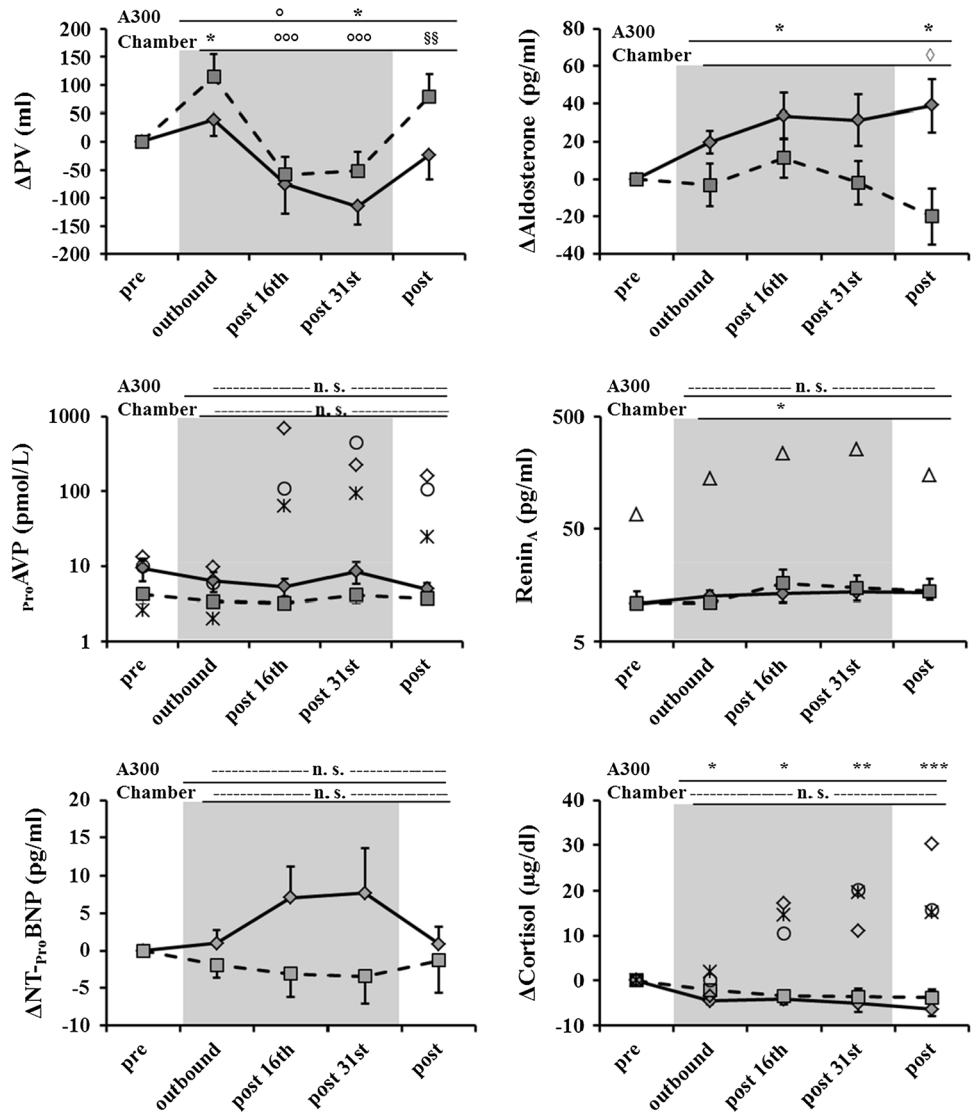 A300 ° *
Chamber * °°° °°° §§
ΔPV (ml)
200
150
100
50
0
-50
-100
-150
-200
pre
outbound
post 16th
post 31st
post
A300 * *
Chamber ◊
ΔAldosterone (pg/ml)
80
60
40
20
0
-20
-40
pre
outbound
post 16th
post 31st
post
A300 n. s.
Chamber n. s.
ProAVP (pmol/L)
1000
100
10
1
pre
outbound
post 16th
post 31st
post
A300 n. s.
Chamber *
ReninA (pg/ml)
500
50
5
pre
outbound
post 16th
post 31st
post
A300 n. s.
Chamber n. s.
ΔNT-ProBNP (pg/ml)
20
15
10
5
0
-5
-10
pre
outbound
post 16th
post 31st
post
A300 * * ** ***
Chamber n. s.
ΔCortisol (µg/dl)
40
30
20
10
0
-10
pre
outbound
post 16th
post 31st
post